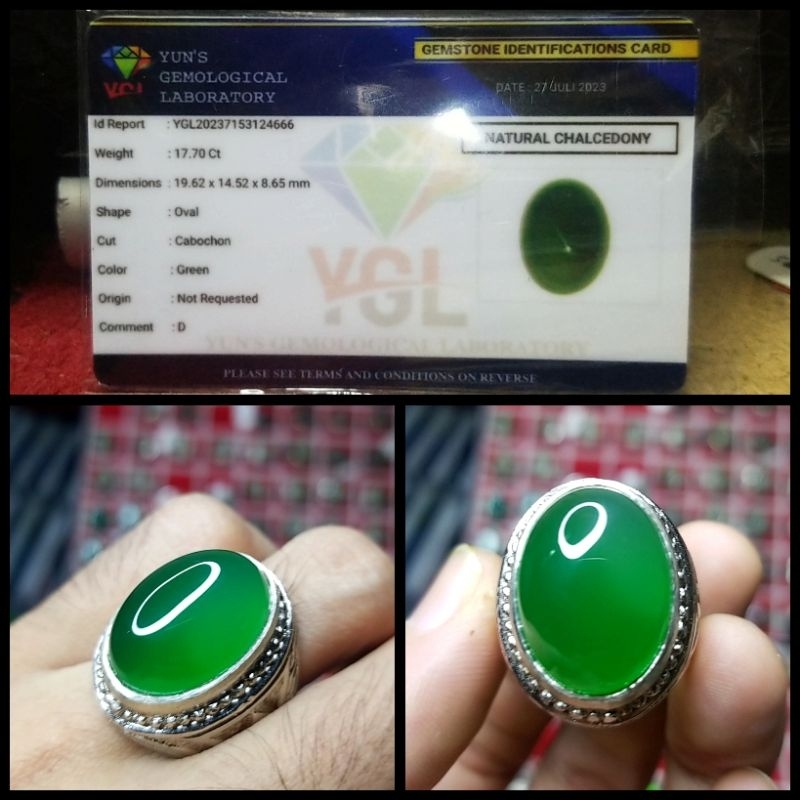 YUN'S
GEMOLOGICAL
LABORATORY
YGL
GEMSTONE IDENTIFICATIONS CARD
DATE : 27 JULI 2023
Id Report : YGL20237153124666
NATURAL CHALCEDONY
Weight : 17.70 Ct
Dimensions : 19.62 x 14.52 x 8.65 mm
Shape : Oval
Cut : Cabochon
Color : Green
Origin : Not Requested
Comment : D
YGL
YUN'S GEMOLOGICAL LABORATORY
PLEASE SEE TERMS AND CONDITIONS ON REVERSE